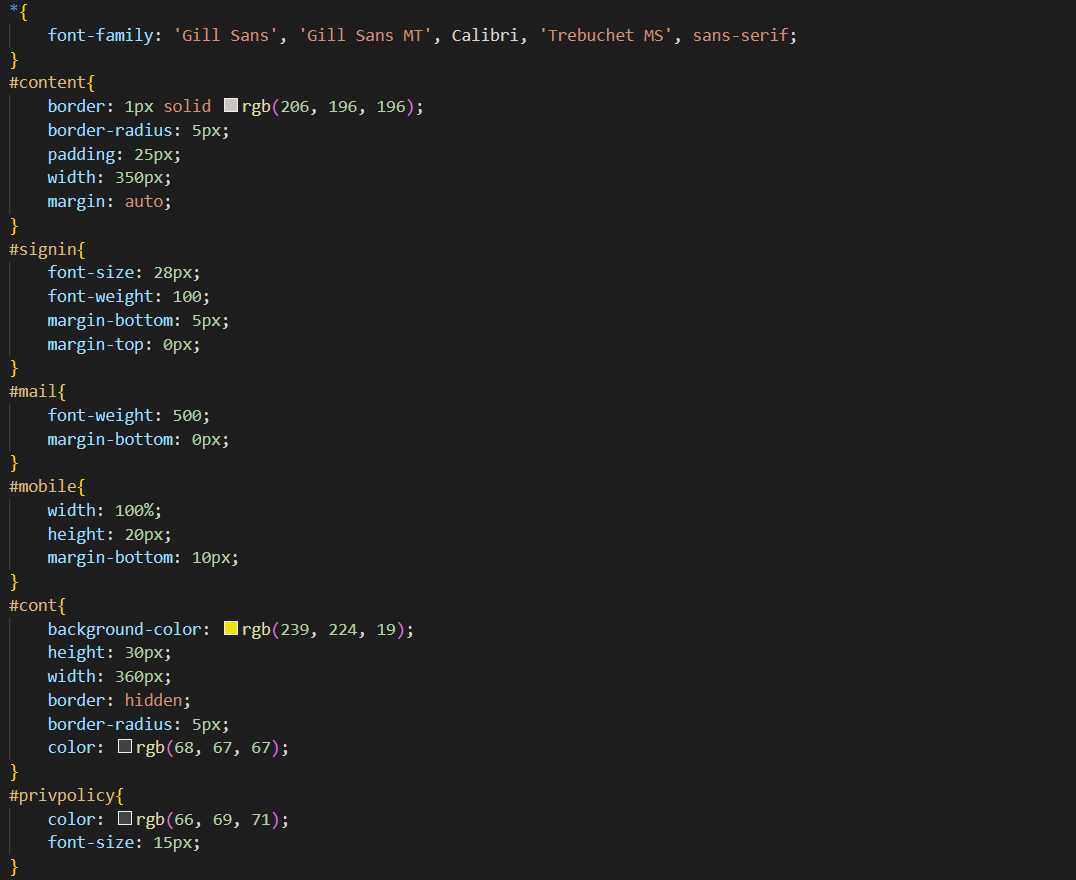 *{
    font-family: 'Gill Sans', 'Gill Sans MT', Calibri, 'Trebuchet MS', sans-serif;
}
#content{
    border: 1px solid rgb(206, 196, 196);
    border-radius: 5px;
    padding: 25px;
    width: 350px;
    margin: auto;
}
#signin{
    font-size: 28px;
    font-weight: 100;
    margin-bottom: 5px;
    margin-top: 0px;
}
#mail{
    font-weight: 500;
    margin-bottom: 0px;
}
#mobile{
    width: 100%;
    height: 20px;
    margin-bottom: 10px;
}
#cont{
    background-color: rgb(239, 224, 19);
    height: 30px;
    width: 360px;
    border: hidden;
    border-radius: 5px;
    color: rgb(68, 67, 67);
}
#privpolicy{
    color: rgb(66, 69, 71);
    font-size: 15px;
}